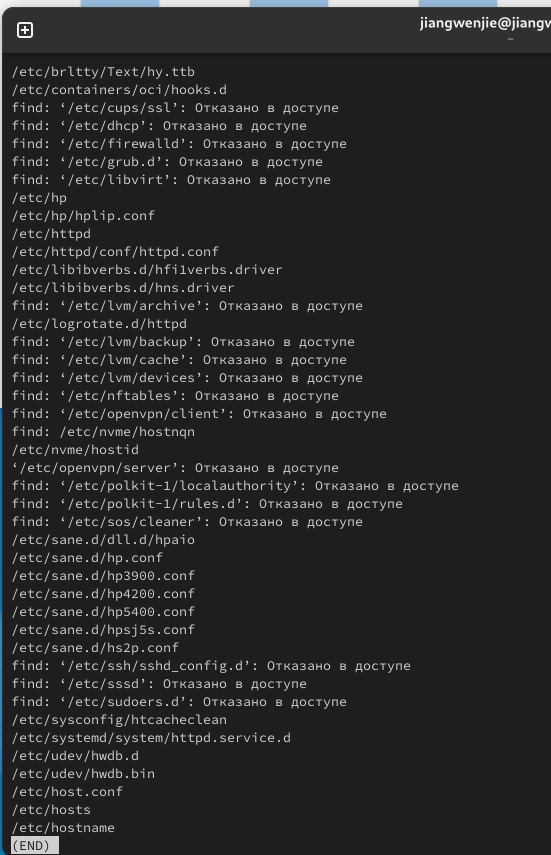 jiangwenjie@jiangw
~
/etc/brltty/Text/hy.ttb
/etc/containers/oci/hooks.d
find: ‘/etc/cups/ssl’: Отказано в доступе
find: ‘/etc/dhcp’: Отказано в доступе
find: ‘/etc/firewalld’: Отказано в доступе
find: ‘/etc/grub.d’: Отказано в доступе
find: ‘/etc/libvirt’: Отказано в доступе
/etc/hp
/etc/hp/hplip.conf
/etc/httpd
/etc/httpd/conf/httpd.conf
/etc/libibverbs.d/hfi1verbs.driver
/etc/libibverbs.d/hns.driver
find: ‘/etc/lvm/archive’: Отказано в доступе
/etc/logrotate.d/httpd
find: ‘/etc/lvm/backup’: Отказано в доступе
find: ‘/etc/lvm/cache’: Отказано в доступе
find: ‘/etc/lvm/devices’: Отказано в доступе
find: ‘/etc/nftables’: Отказано в доступе
find: ‘/etc/openvpn/client’: Отказано в доступе
find: /etc/nvme/hostnqn
/etc/nvme/hostid
‘/etc/openvpn/server’: Отказано в доступе
find: ‘/etc/polkit-1/localauthority’: Отказано в доступе
find: ‘/etc/polkit-1/rules.d’: Отказано в доступе
find: ‘/etc/sos/cleaner’: Отказано в доступе
/etc/sane.d/dll.d/hpaio
/etc/sane.d/hp.conf
/etc/sane.d/hp3900.conf
/etc/sane.d/hp4200.conf
/etc/sane.d/hp5400.conf
/etc/sane.d/hpsj5s.conf
/etc/sane.d/hs2p.conf
find: ‘/etc/ssh/sshd_config.d’: Отказано в доступе
find: ‘/etc/sssd’: Отказано в доступе
find: ‘/etc/sudoers.d’: Отказано в доступе
/etc/sysconfig/htcacheclean
/etc/systemd/system/httpd.service.d
/etc/udev/hwdb.d
/etc/udev/hwdb.bin
/etc/host.conf
/etc/hosts
/etc/hostname
(END)